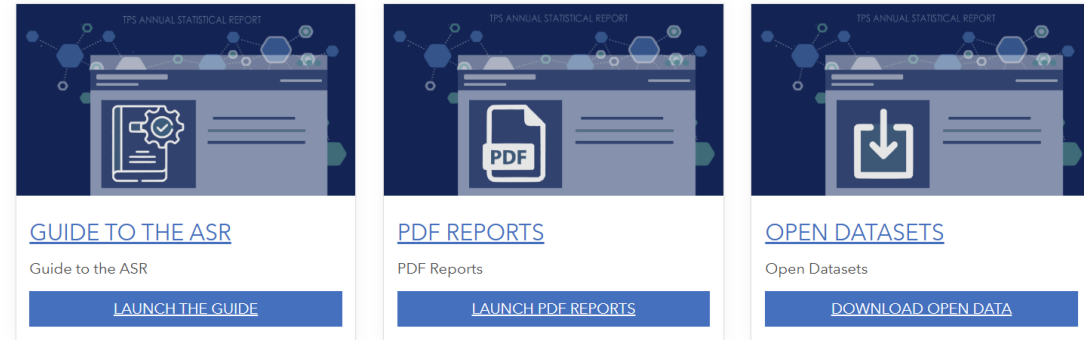 TPS ANNUAL STATISTICAL REPORT
GUIDE TO THE ASR
Guide to the ASR
LAUNCH THE GUIDE
TPS ANNUAL STATISTICAL REPORT
PDF
PDF REPORTS
PDF Reports
LAUNCH PDF REPORTS
TPS ANNUAL STATISTICAL REPORT
OPEN DATASETS
Open Datasets
DOWNLOAD OPEN DATA